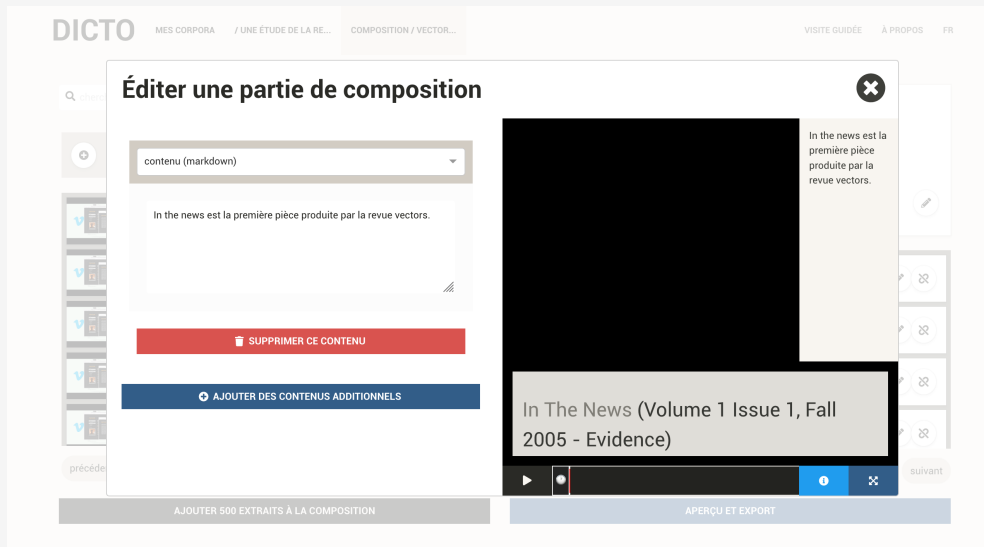 DICTO
MES CORPORA
/ UNE ÉTUDE DE LA RE...
COMPOSITION / VECTOR...
VISITE GUIDÉE
À PROPOS
FR
Éditer une partie de composition
contenu (markdown)
In the news est la première pièce produite par la revue vectors.
SUPPRIMER CE CONTENU
AJOUTER DES CONTENUS ADDITIONNELS
In the news est la
première pièce
produite par la
revue vectors.
In The News (Volume 1 Issue 1, Fall
2005 - Evidence)
suivant
AJOUTER 500 EXTRAITS À LA COMPOSITION
APERÇU ET EXPORT